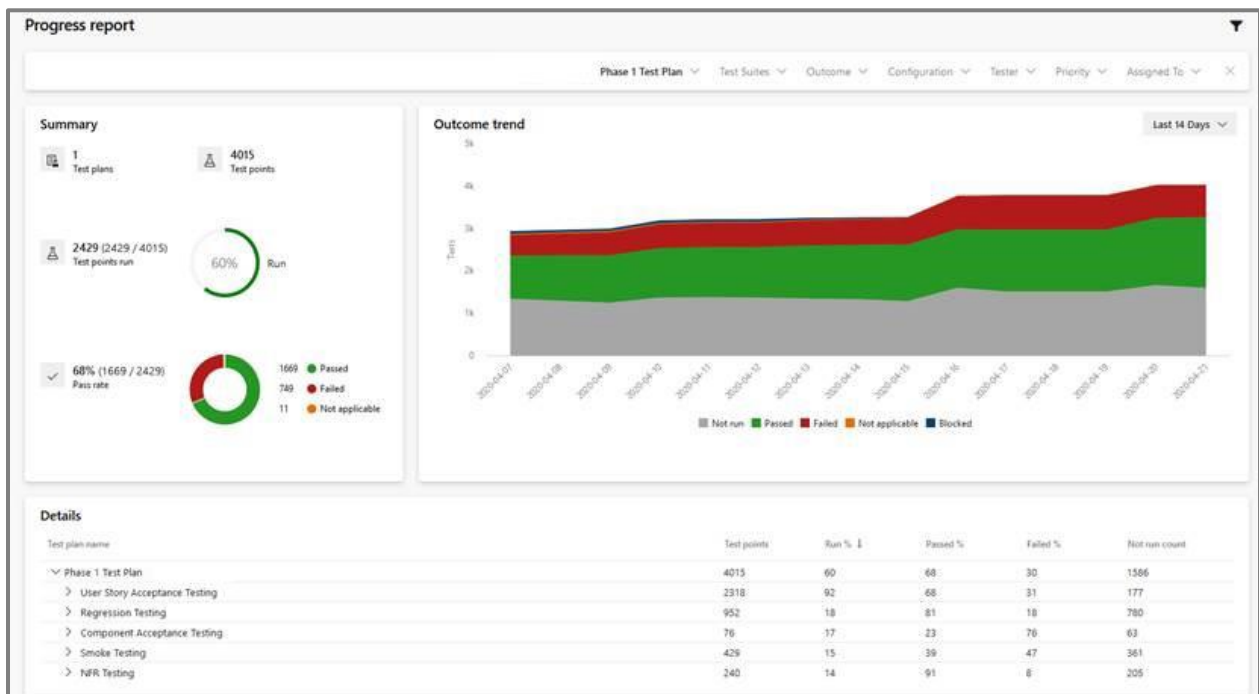 Progress report
Phase 1 Test Plan Test Suites Outcome Configuration Tester Priority Assigned To
Summary
1
Test plans
4015
Test points
2429 (2429 / 4015)
Test points run
60%
Run
68% (1669 / 2429)
Pass rate
1669 Passed
749 Failed
11 Not applicable
Outcome trend
Last 14 Days
5k
4k
3k
2k
1k
0
Tests
2020-04-07
2020-04-08
2020-04-09
2020-04-10
2020-04-11
2020-04-12
2020-04-13
2020-04-14
2020-04-15
2020-04-16
2020-04-17
2020-04-18
2020-04-19
2020-04-20
2020-04-21
Not run Passed Failed Not applicable Blocked
Details
Test plan name Test points Run % Passed % Failed % Not run count
Phase 1 Test Plan 4015 60 68 30 1586
User Story Acceptance Testing 2318 92 68 31 177
Regression Testing 952 18 81 18 780
Component Acceptance Testing 76 17 23 76 63
Smoke Testing 429 15 39 47 361
NFR Testing 240 14 91 8 205